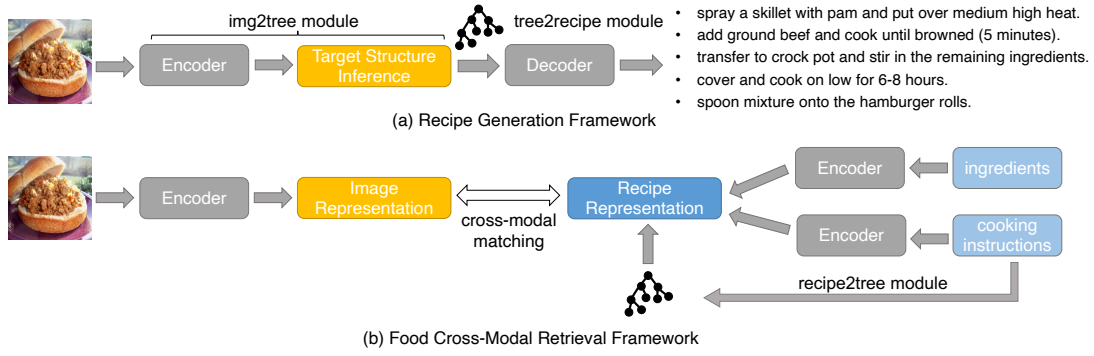 img2tree module
tree2recipe module
Encoder
Target Structure
Inference
Decoder
• spray a skillet with pam and put over medium high heat.
• add ground beef and cook until browned (5 minutes).
• transfer to crock pot and stir in the remaining ingredients.
• cover and cook on low for 6-8 hours.
• spoon mixture onto the hamburger rolls.
(a) Recipe Generation Framework
Encoder
Image
Representation
cross-modal
matching
Recipe
Representation
Encoder
ingredients
Encoder
cooking
instructions
recipe2tree module
(b) Food Cross-Modal Retrieval Framework